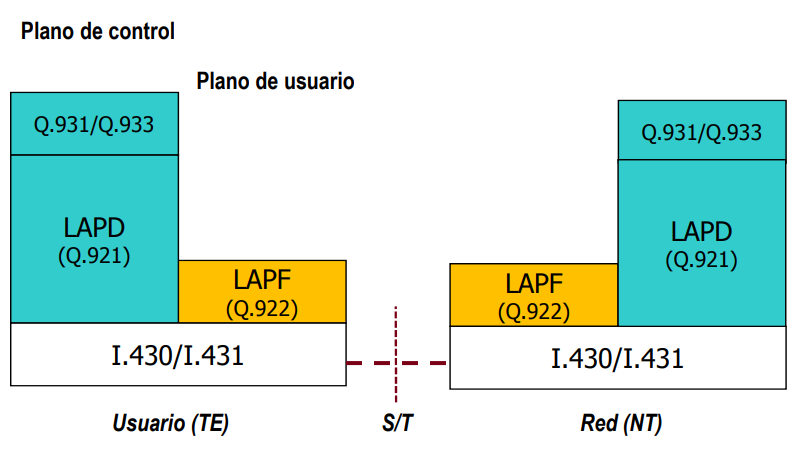 Plano de control
Plano de usuario
Q.931/Q.933
LAPD
(Q.921)
LAPF
(Q.922)
I.430/I.431
Q.931/Q.933
LAPD
(Q.921)
LAPF
(Q.922)
I.430/I.431
Usuario (TE)
S/T
Red (NT)